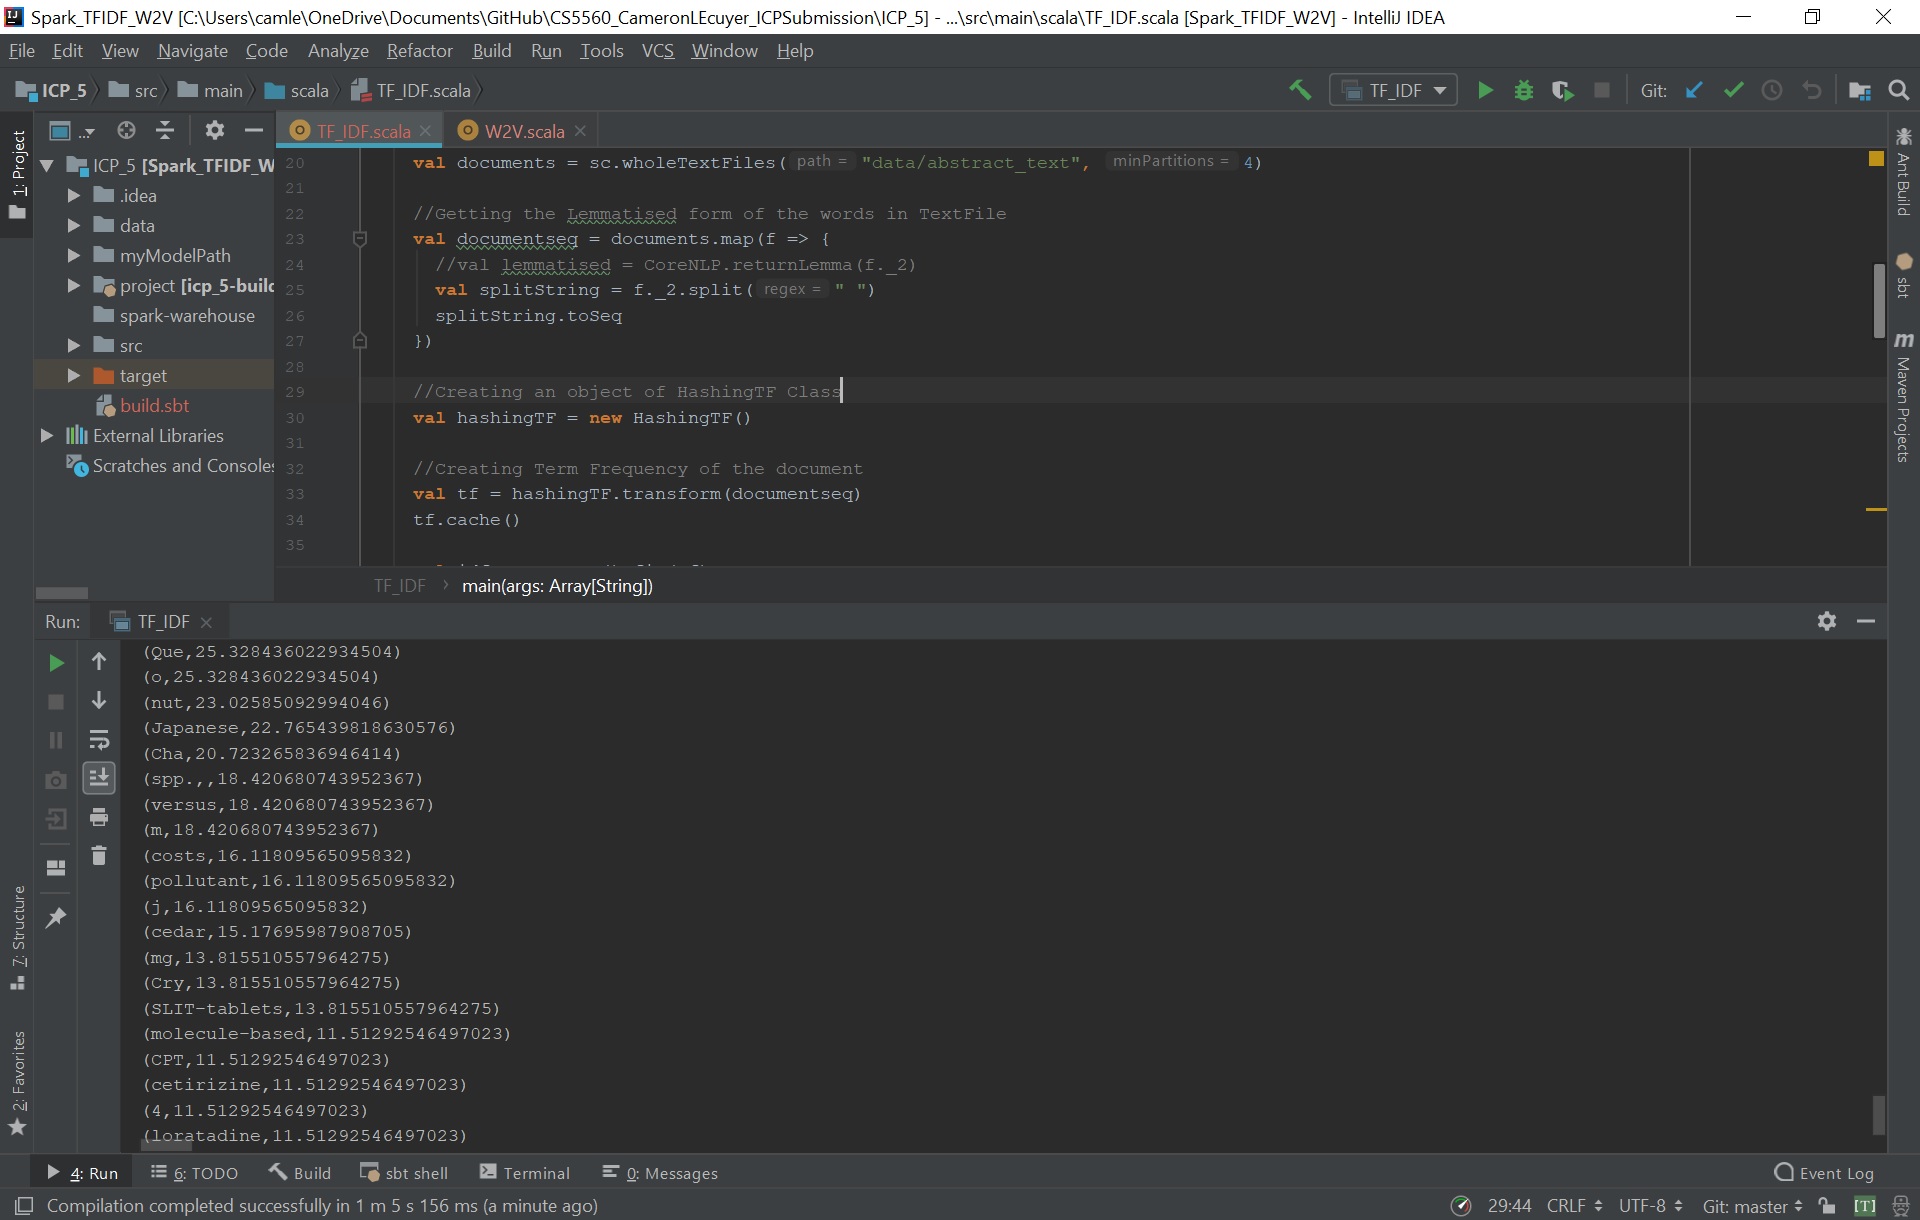 Spark_TFIDF_W2V [C:\Users\camle\OneDrive\Documents\GitHub\CS5560_CameronLEcuyer_ICPSubmission\ICP_5] - ...\src\main\scala\TF_IDF.scala [Spark_TFIDF_W2V] - IntelliJ IDEA
File Edit View Navigate Code Analyze Refactor Build Run Tools VCS Window Help
ICP_5 src main scala TF_IDF.scala TF_IDF Git:
1: Project
... TF_IDF.scala W2V.scala
ICP_5 [Spark_TFIDF_W
.idea
data
myModelPath
project [icp_5-build
spark-warehouse
src
target
build.sbt
External Libraries
Scratches and Consoles
20 val documents = sc.wholeTextFiles( path = "data/abstract_text", minPartitions = 4)
21
22 //Getting the Lemmatised form of the words in TextFile
23 val documentseq = documents.map(f => {
24 //val lemmatised = CoreNLP.returnLemma(f._2)
25 val splitString = f._2.split( regex = " ")
26 splitString.toSeq
27 })
28
29 //Creating an object of HashingTF Class
30 val hashingTF = new HashingTF()
31
32 //Creating Term Frequency of the document
33 val tf = hashingTF.transform(documentseq)
34 tf.cache()
35
TF_IDF › main(args: Array[String])
Ant Build
sbt
m Maven Projects
Run: TF_IDF
(Que,25.328436022934504)
(o,25.328436022934504)
(nut,23.02585092994046)
(Japanese,22.765439818630576)
(Cha,20.723265836946414)
(spp.,,18.420680743952367)
(versus,18.420680743952367)
(m,18.420680743952367)
(costs,16.11809565095832)
(pollutant,16.11809565095832)
(j,16.11809565095832)
(cedar,15.17695987908705)
(mg,13.815510557964275)
(Cry,13.815510557964275)
(SLIT-tablets,13.815510557964275)
(molecule-based,11.51292546497023)
(CPT,11.51292546497023)
(cetirizine,11.51292546497023)
(4,11.51292546497023)
(loratadine,11.51292546497023)
7: Structure
2: Favorites
4: Run 6: TODO Build sbt shell Terminal 0: Messages Event Log
Compilation completed successfully in 1 m 5 s 156 ms (a minute ago) 29:44 CRLF UTF-8 Git: master [T]